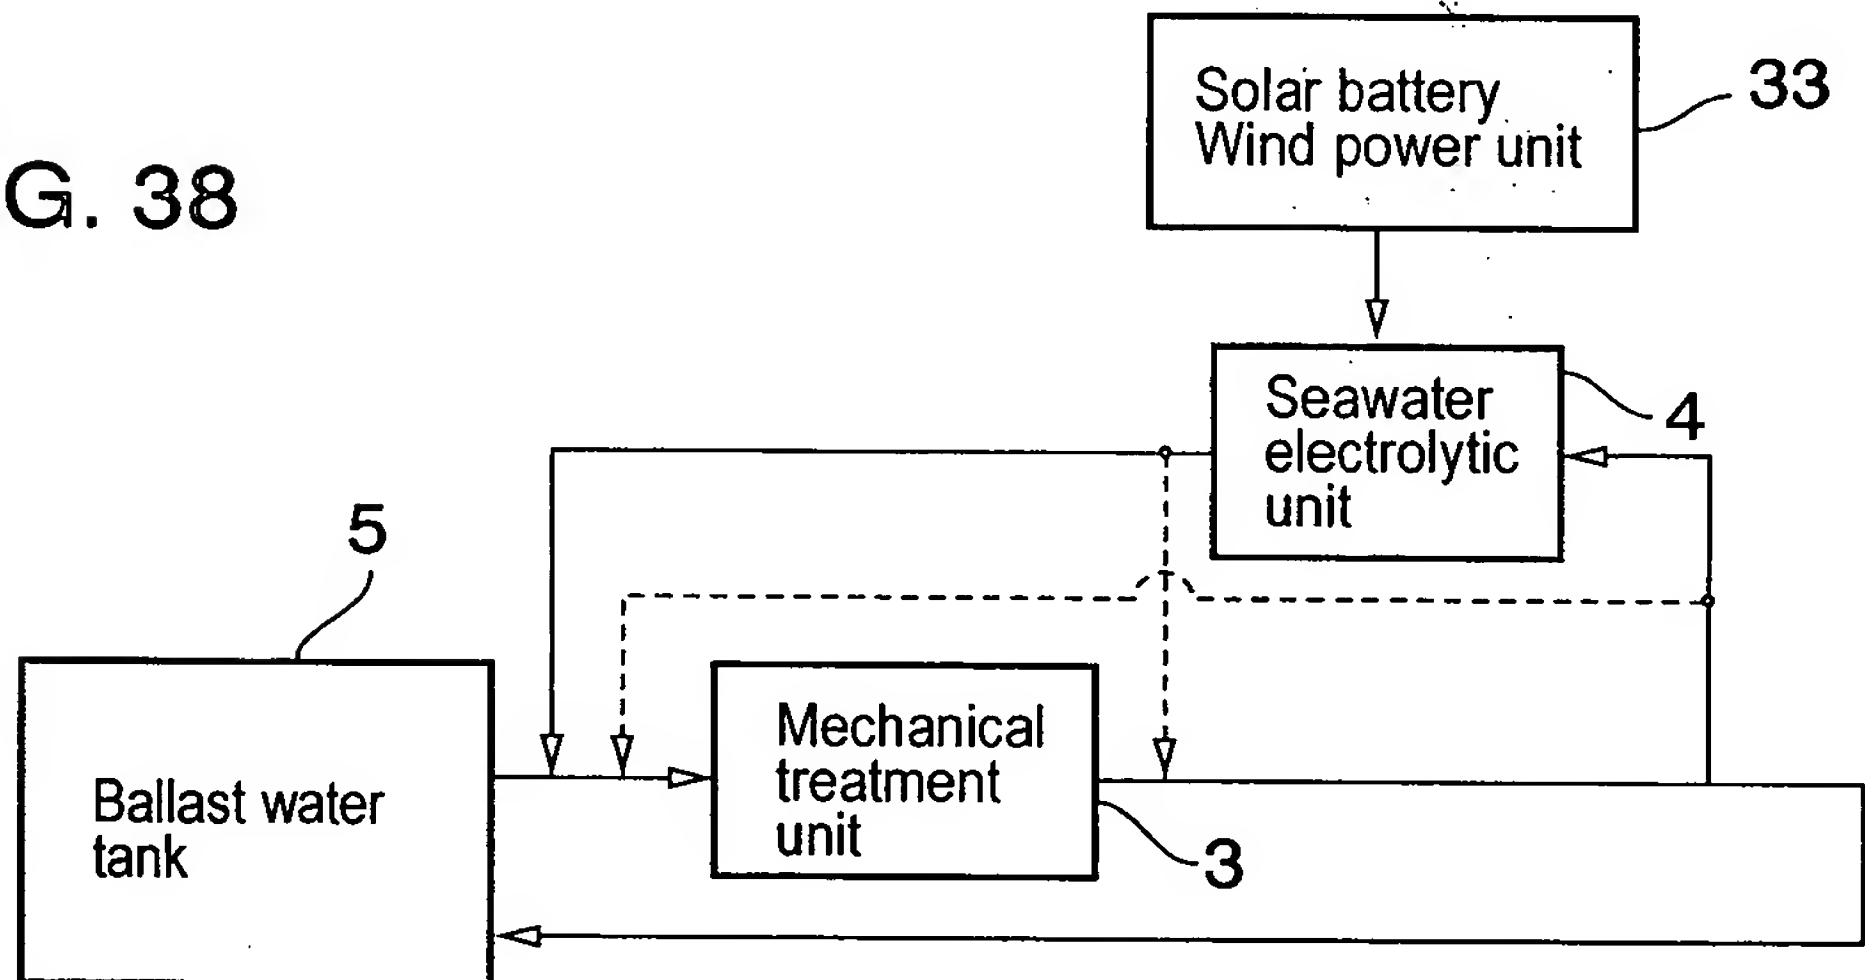 G. 38
Solar battery
Wind power unit
33
Seawater
electrolytic
unit
4
5
Ballast water
tank
Mechanical
treatment
unit
3